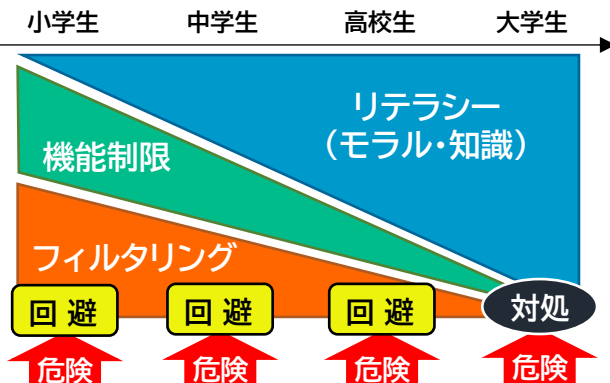 小学生 中学生 高校生 大学生
リテラシー
（モラル・知識）
機能制限
フィルタリング
回 避 回 避 回 避 対処
危険 危険 危険 危険